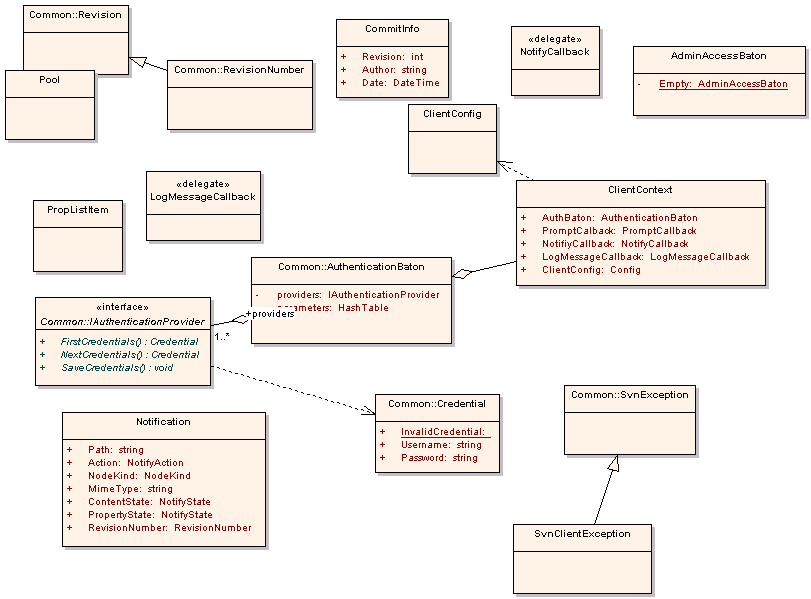 Common::Revision
Pool
Common::RevisionNumber
CommitInfo
+ Revision: int
+ Author: string
+ Date: DateTime
«delegate»
NotifyCallback
AdminAccessBaton
- Empty: AdminAccessBaton
ClientConfig
«delegate»
LogMessageCallback
PropListItem
ClientContext
+ AuthBaton: AuthenticationBaton
+ PromptCalback: PromptCallback
+ NotifiyCallback: NotifyCallback
+ LogMessageCallback: LogMessageCallback
+ ClientConfig: Config
Common::AuthenticationBaton
- providers: IAuthenticationProvider
parameters: HashTable
+providers
1..*
«interface»
Common::IAuthenticationProvider
+ FirstCredentials() : Credential
+ NextCredentials() : Credential
+ SaveCredentials() : void
Common::Credential
+ InvalidCredential:
+ Username: string
+ Password: string
Common::SvnException
Notification
+ Path: string
+ Action: NotifyAction
+ NodeKind: NodeKind
+ MimeType: string
+ ContentState: NotifyState
+ PropertyState: NotifyState
+ RevisionNumber: RevisionNumber
SvnClientException